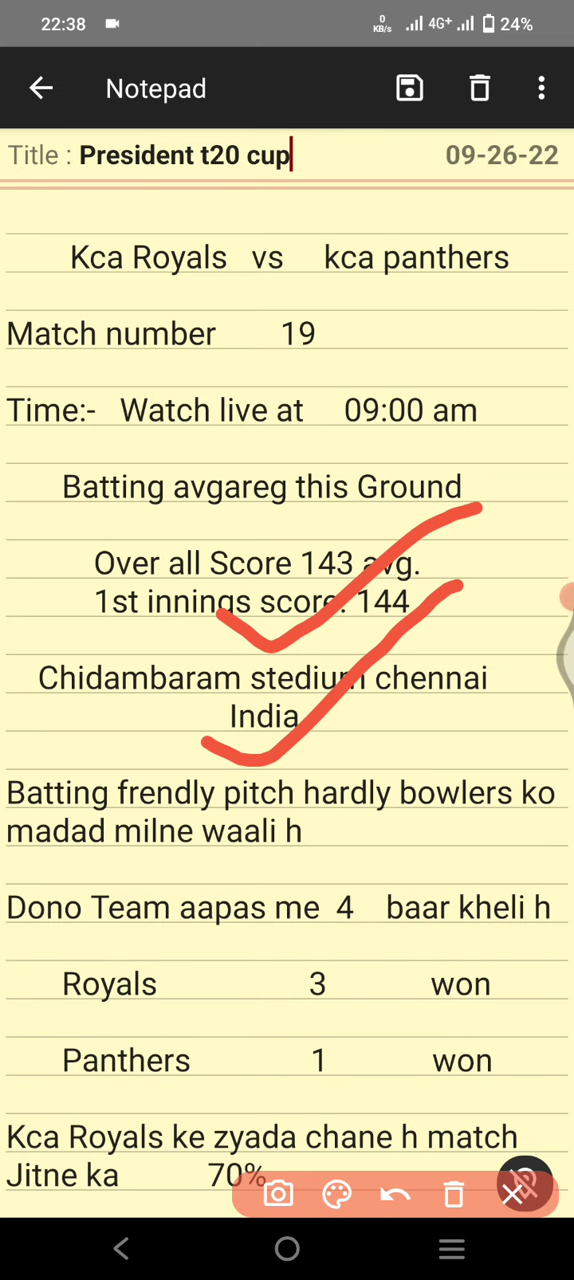 22:38 0 KB/s 4G+ 24%
Notepad
Title : President t20 cup 09-26-22
Kca Royals vs kca panthers
Match number 19
Time:- Watch live at 09:00 am
Batting avgareg this Ground
Over all Score 143 avg.
1st innings score. 144
Chidambaram stedium chennai
India
Batting frendly pitch hardly bowlers ko
madad milne waali h
Dono Team aapas me 4 baar kheli h
Royals 3 won
Panthers 1 won
Kca Royals ke zyada chane h match
Jitne ka 70%